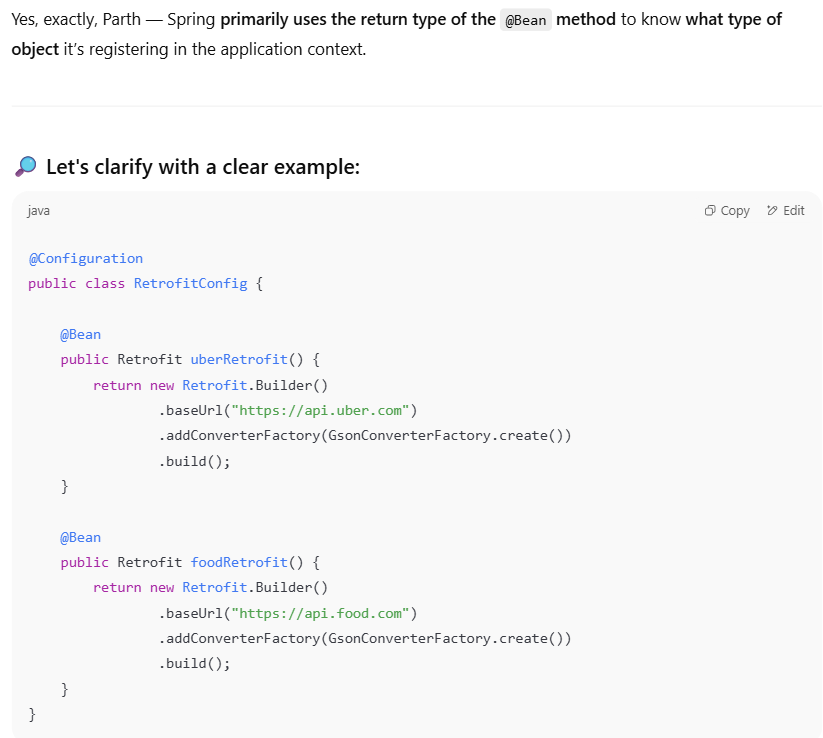 Yes, exactly, Parth — Spring primarily uses the return type of the @Bean method to know what type of
object it’s registering in the application context.
🔎 Let's clarify with a clear example:
java Copy Edit
@Configuration
public class RetrofitConfig {
    @Bean
    public Retrofit uberRetrofit() {
        return new Retrofit.Builder()
                .baseUrl("https://api.uber.com")
                .addConverterFactory(GsonConverterFactory.create())
                .build();
    }
    @Bean
    public Retrofit foodRetrofit() {
        return new Retrofit.Builder()
                .baseUrl("https://api.food.com")
                .addConverterFactory(GsonConverterFactory.create())
                .build();
    }
}